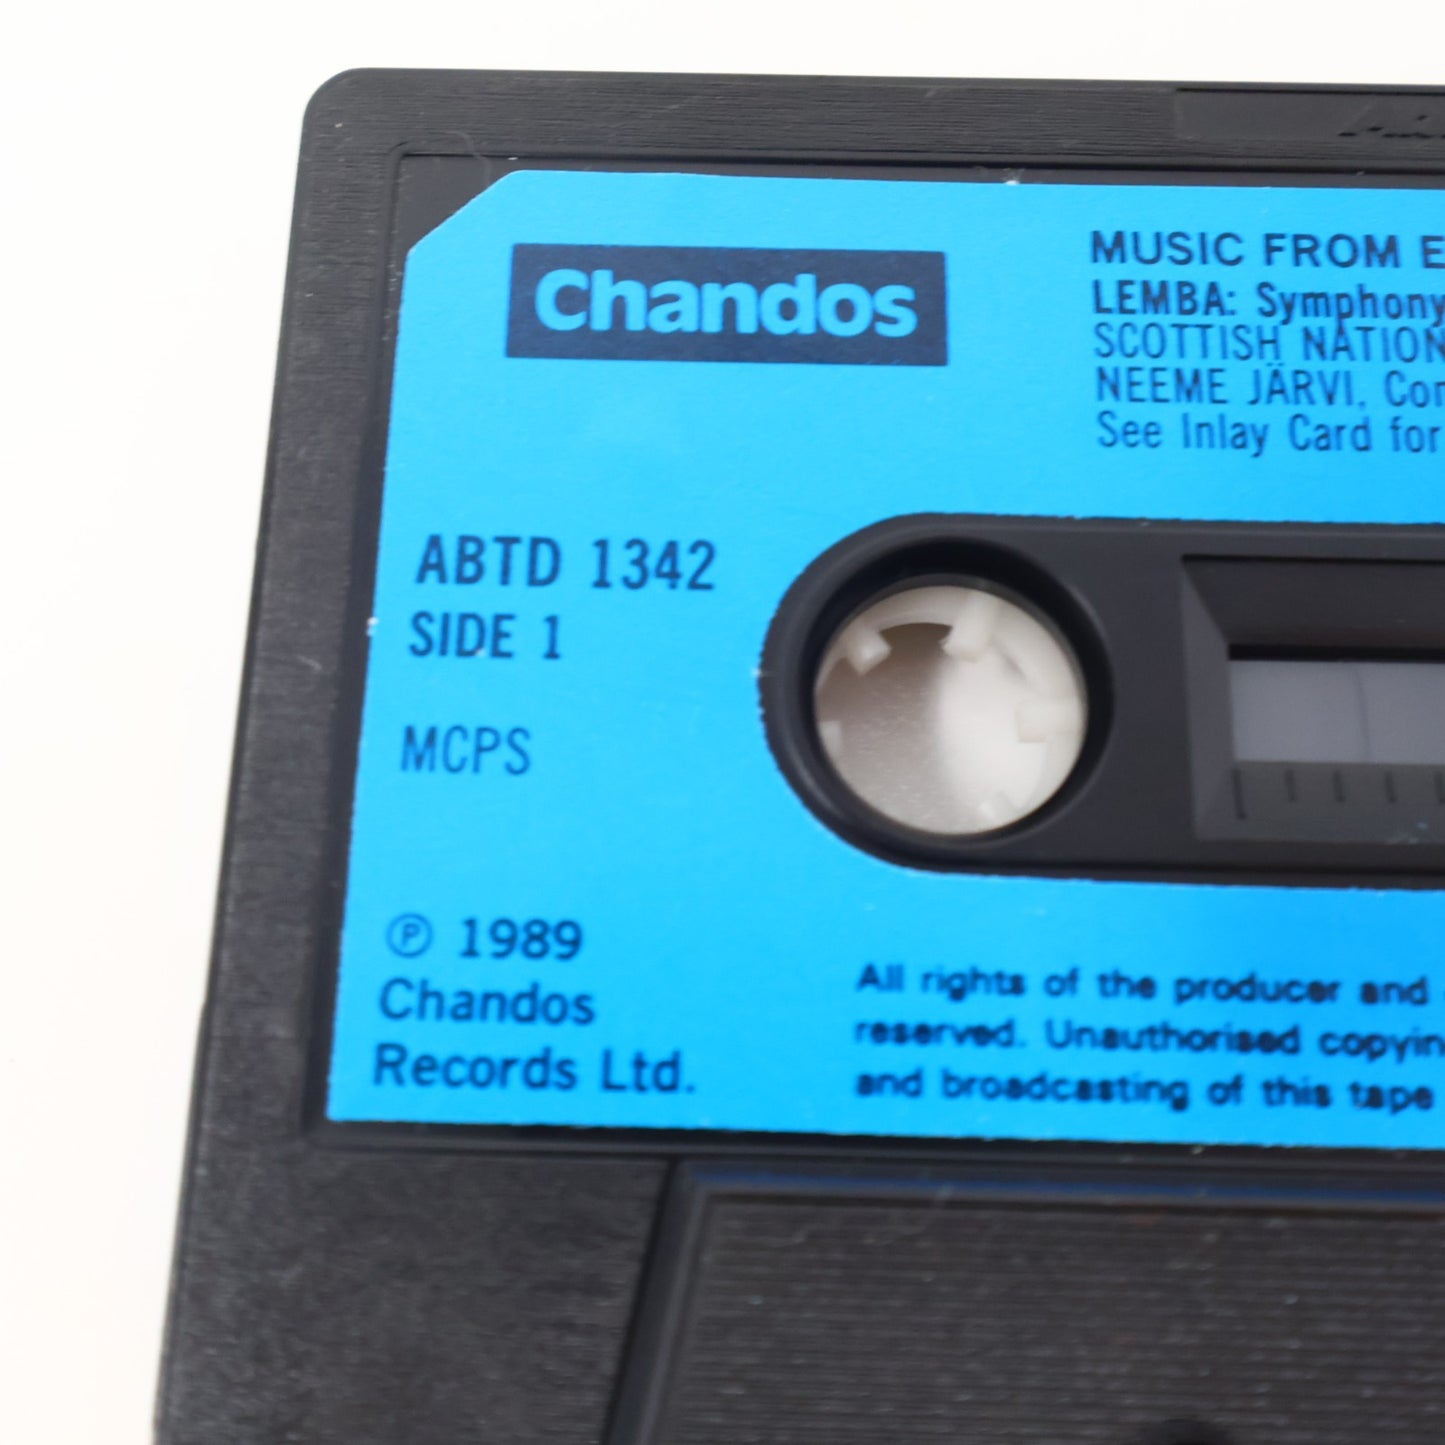 Chandos
MUSIC FROM E
LEMBA: Symphony
SCOTTISH NATION
NEEME JÄRVI, Con
See Inlay Card for
ABTD 1342
SIDE 1
MCPS
℗ 1989
Chandos
Records Ltd.
All rights of the producer and
reserved. Unauthorised copyin
and broadcasting of this tape